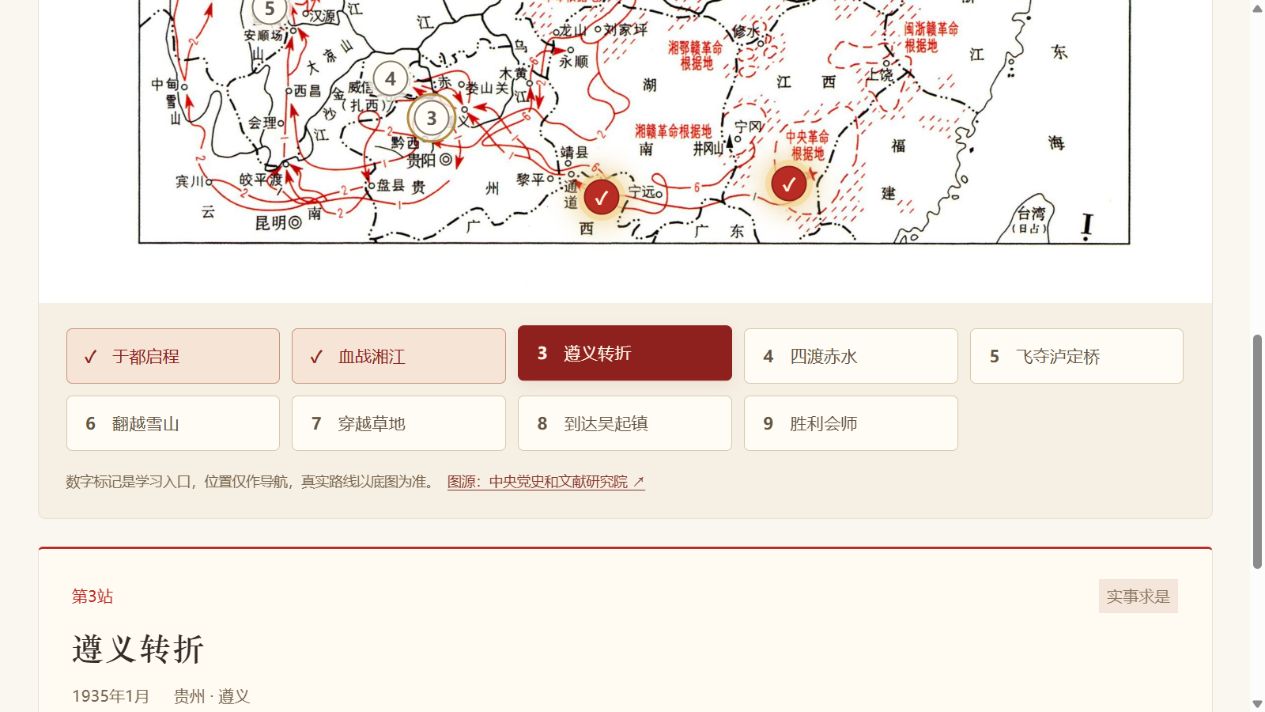 5
汉源
江
江
安顺场
山
大凉山
中甸
雪山
西昌
会理
金沙江
4
威信
(扎西)
赤
娄山关
3
义
黔西
贵阳
乌
江
木黄
龙山
刘家坪
永顺
湘鄂赣革命
根据地
修水
闽浙赣革命
根据地
湖
江 西
上饶
江
东
湘赣革命根据地
宁冈
中央革命
根据地
南
井冈山
福
海
靖县
宾川
皎平渡
盘县
贵
州
黎平
通道
✓
宁远
✓
建
云
南
昆明
广
西
广
东
台湾
(日占)
1
✓ 于都启程
✓ 血战湘江
3 遵义转折
4 四渡赤水
5 飞夺泸定桥
6 翻越雪山
7 穿越草地
8 到达吴起镇
9 胜利会师
数字标记是学习入口，位置仅作导航，真实路线以底图为准。 图源：中央党史和文献研究院 ↗
第3站
实事求是
遵义转折
1935年1月 贵州 · 遵义